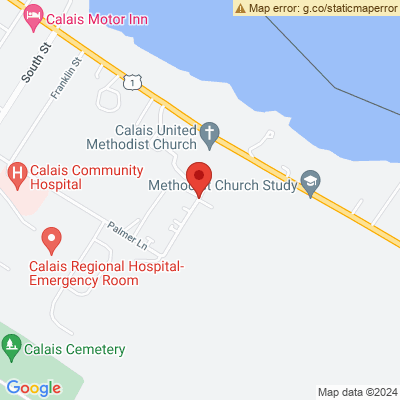 Map error: g.co/staticmaperror
Calais Motor Inn
South St
Franklin St
1
Calais United
Methodist Church
Calais Community
Hospital
Methodist Church Study
Palmer Ln
Calais Regional Hospital-
Emergency Room
Calais Cemetery
Google
Map data ©2024